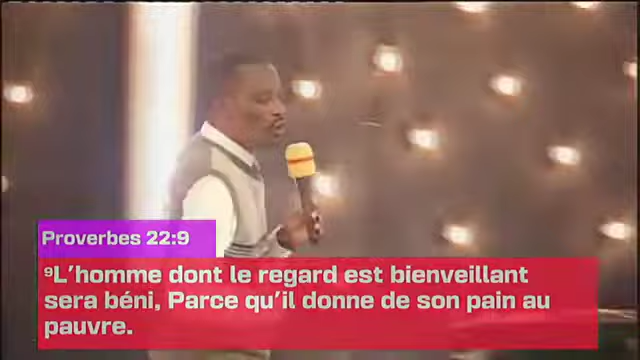 Proverbes 22:9
⁹L'homme dont le regard est bienveillant
sera béni, Parce qu'il donne de son pain au
pauvre.